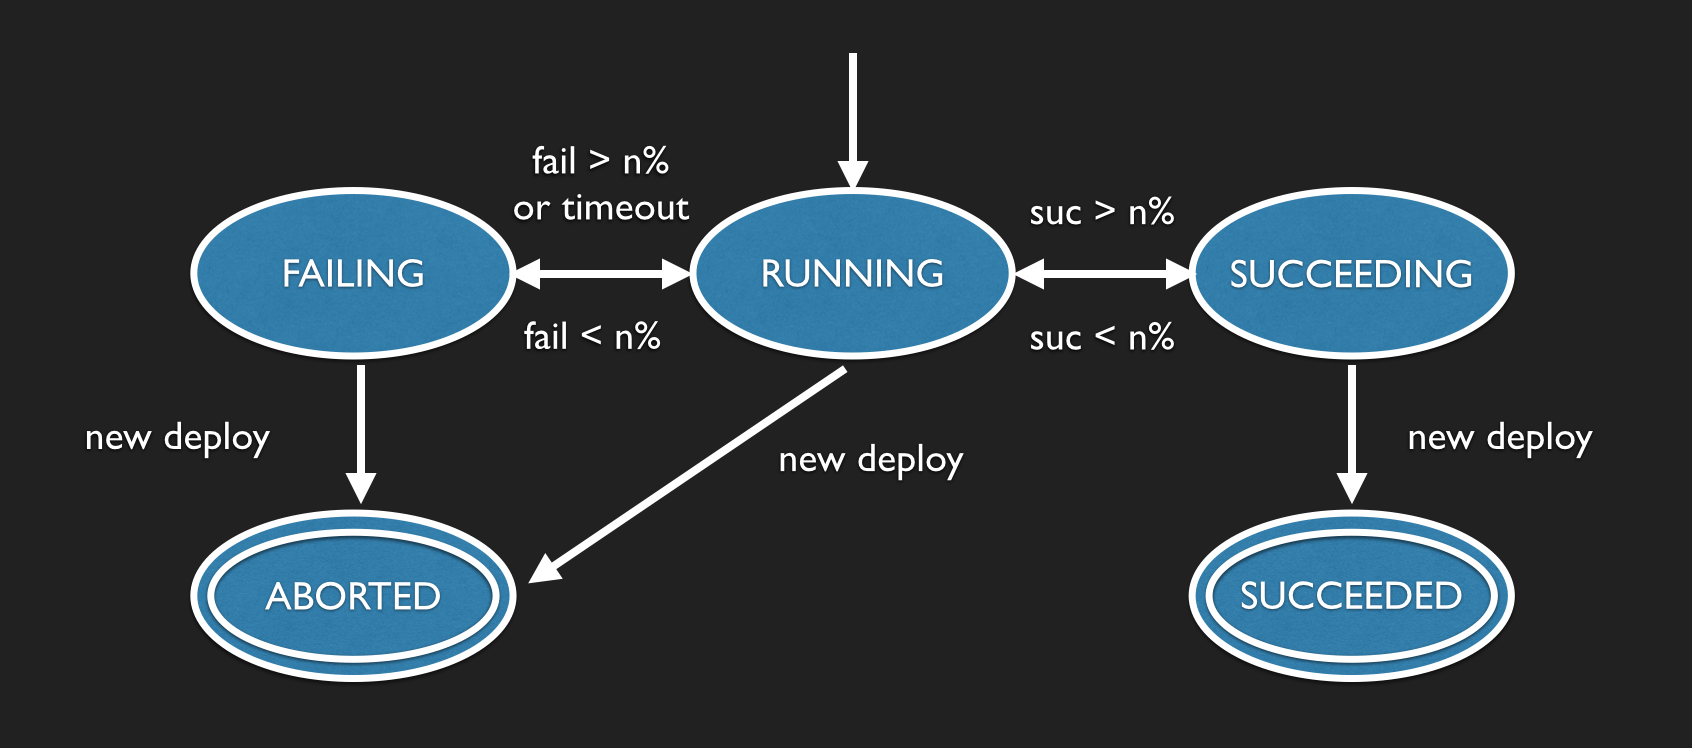 fail > n%
or timeout
suc > n%
FAILING
RUNNING
SUCCEEDING
fail < n%
suc < n%
new deploy
new deploy
new deploy
ABORTED
SUCCEEDED